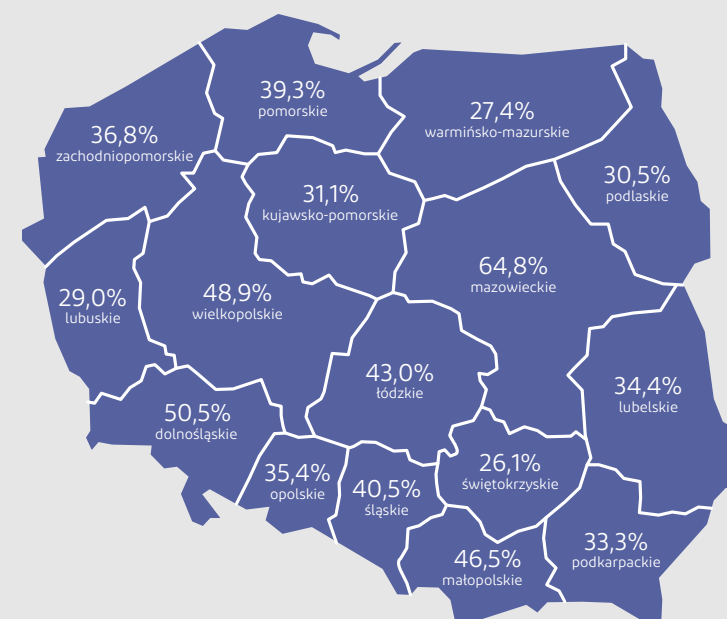 39,3%
pomorskie
27,4%
warmińsko-mazurskie
36,8%
zachodniopomorskie
30,5%
podlaskie
31,1%
kujawsko-pomorskie
64,8%
mazowieckie
29,0%
lubuskie
48,9%
wielkopolskie
43,0%
łódzkie
34,4%
lubelskie
50,5%
dolnośląskie
35,4%
opolskie
40,5%
śląskie
26,1%
świętokrzyskie
46,5%
małopolskie
33,3%
podkarpackie